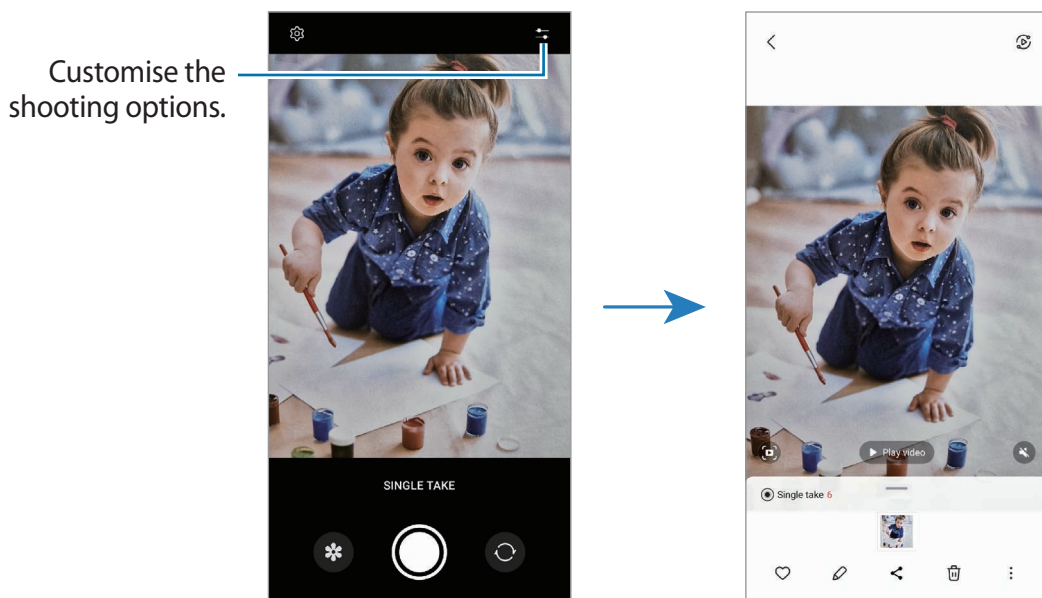 Customise the
shooting options.
SINGLE TAKE
Play video
Single take 6